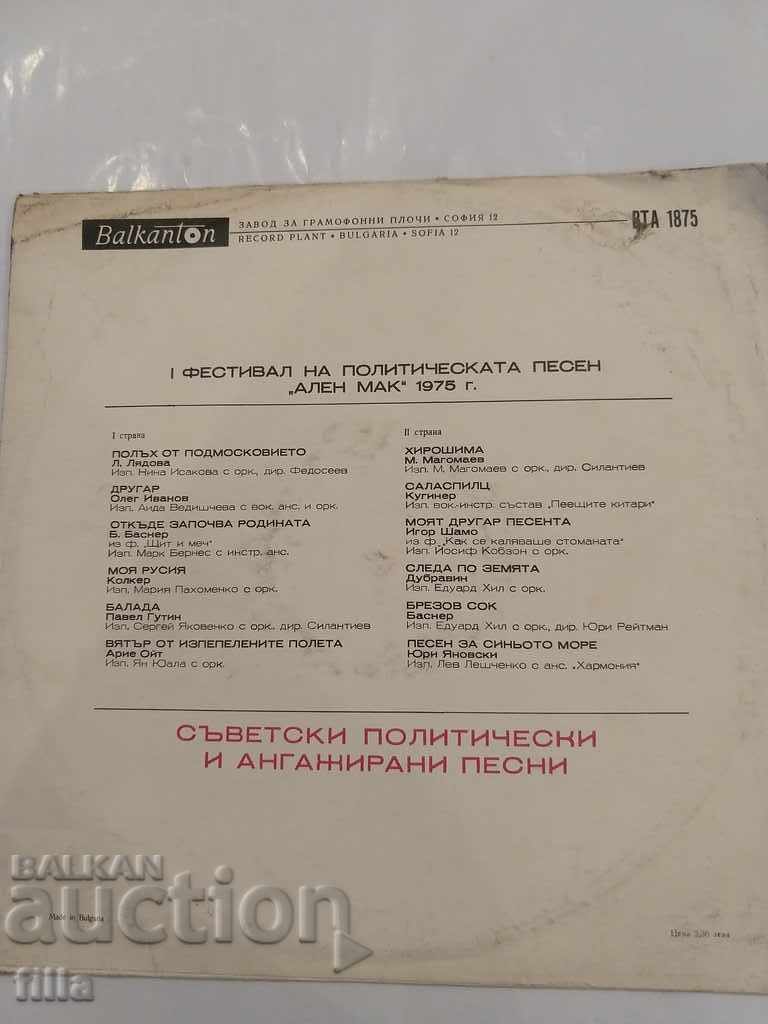 Balkanton
ЗАВОД ЗА ГРАМОФОННИ ПЛОЧИ • СОФИЯ 12
RECORD PLANT • BULGARIA • SOFIA 12
ВТА 1875
I ФЕСТИВАЛ НА ПОЛИТИЧЕСКАТА ПЕСЕН
„АЛЕН МАК“ 1975 г.
I страна
ПОЛЪХ ОТ ПОДМОСКОВИЕТО
Л. Лядова
Изп. Нина Исакова с орк., дир. Федосеев
ДРУГАР
Олег Иванов
Изп. Аида Ведишчева с вок. анс. и орк.
ОТКЪДЕ ЗАПОЧВА РОДИНАТА
Б. Баснер
из ф. „Щит и меч“
Изп. Марк Бернес с инстр. анс.
МОЯ РУСИЯ
Колкер
Изп. Мария Пахоменко с орк.
БАЛАДА
Павел Гутин
Изп. Сергей Яковенко с орк. дир. Силантиев
ВЯТЪР ОТ ИЗПЕПЕЛЕНИТЕ ПОЛЕТА
Арие Ойт
Изп. Ян Юала с орк.
II страна
ХИРОШИМА
М. Магомаев
Изп. М. Магомаев с орк., дир. Силантиев
САЛАСПИЛЦ
Кугинер
Изп. вок.-инстр. състав „Пеещите китари“
МОЯТ ДРУГАР ПЕСЕНТА
Игор Шамо
из ф. „Как се каляваше стоманата“
Изп. Йосиф Кобзон с орк.
СЛЕДА ПО ЗЕМЯТА
Дубравин
Изп. Едуард Хил с орк.
БРЕЗОВ СОК
Баснер
Изп. Едуард Хил с орк., дир. Юри Рейтман
ПЕСЕН ЗА СИНЬОТО МОРЕ
Юри Яновски
Изп. Лев Лешченко с анс. „Хармония“
СЪВЕТСКИ ПОЛИТИЧЕСКИ
И АНГАЖИРАНИ ПЕСНИ
BALKAN
auction
Made in Bulgaria
Цена лева
filla